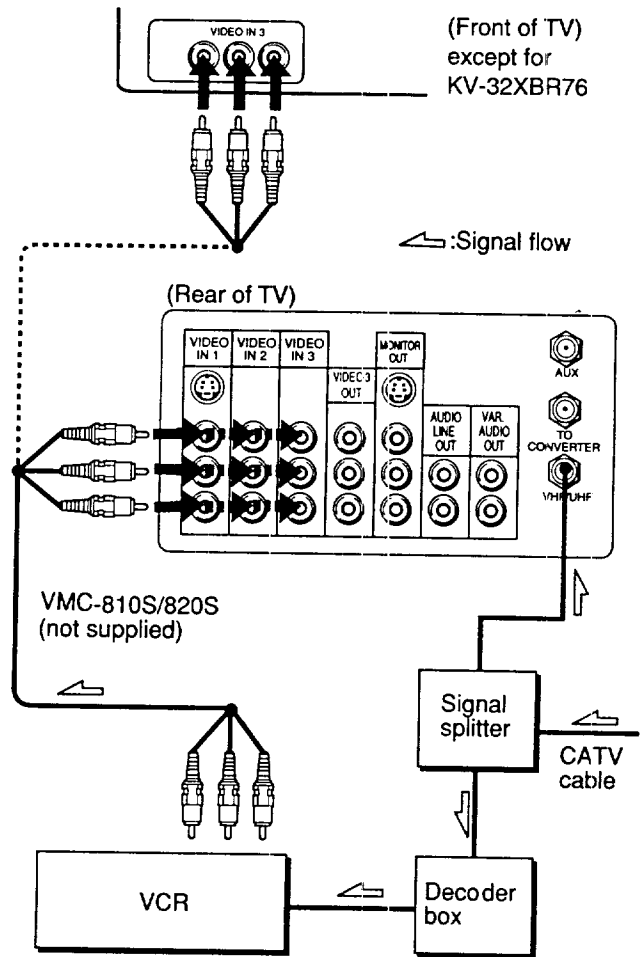 VIDEO IN 3
(Front of TV)
except for
KV-32XBR76
:Signal flow
(Rear of TV)
VIDEO
IN 1
VIDEO
IN 2
VIDEO
IN 3
VIDEO 3
OUT
MONITOR
OUT
AUDIO
LINE
OUT
VAR.
AUDIO
OUT
AUX
TO
CONVERTER
VHF/UHF
VMC-810S/820S
(not supplied)
Signal
splitter
CATV
cable
VCR
Decoder
box